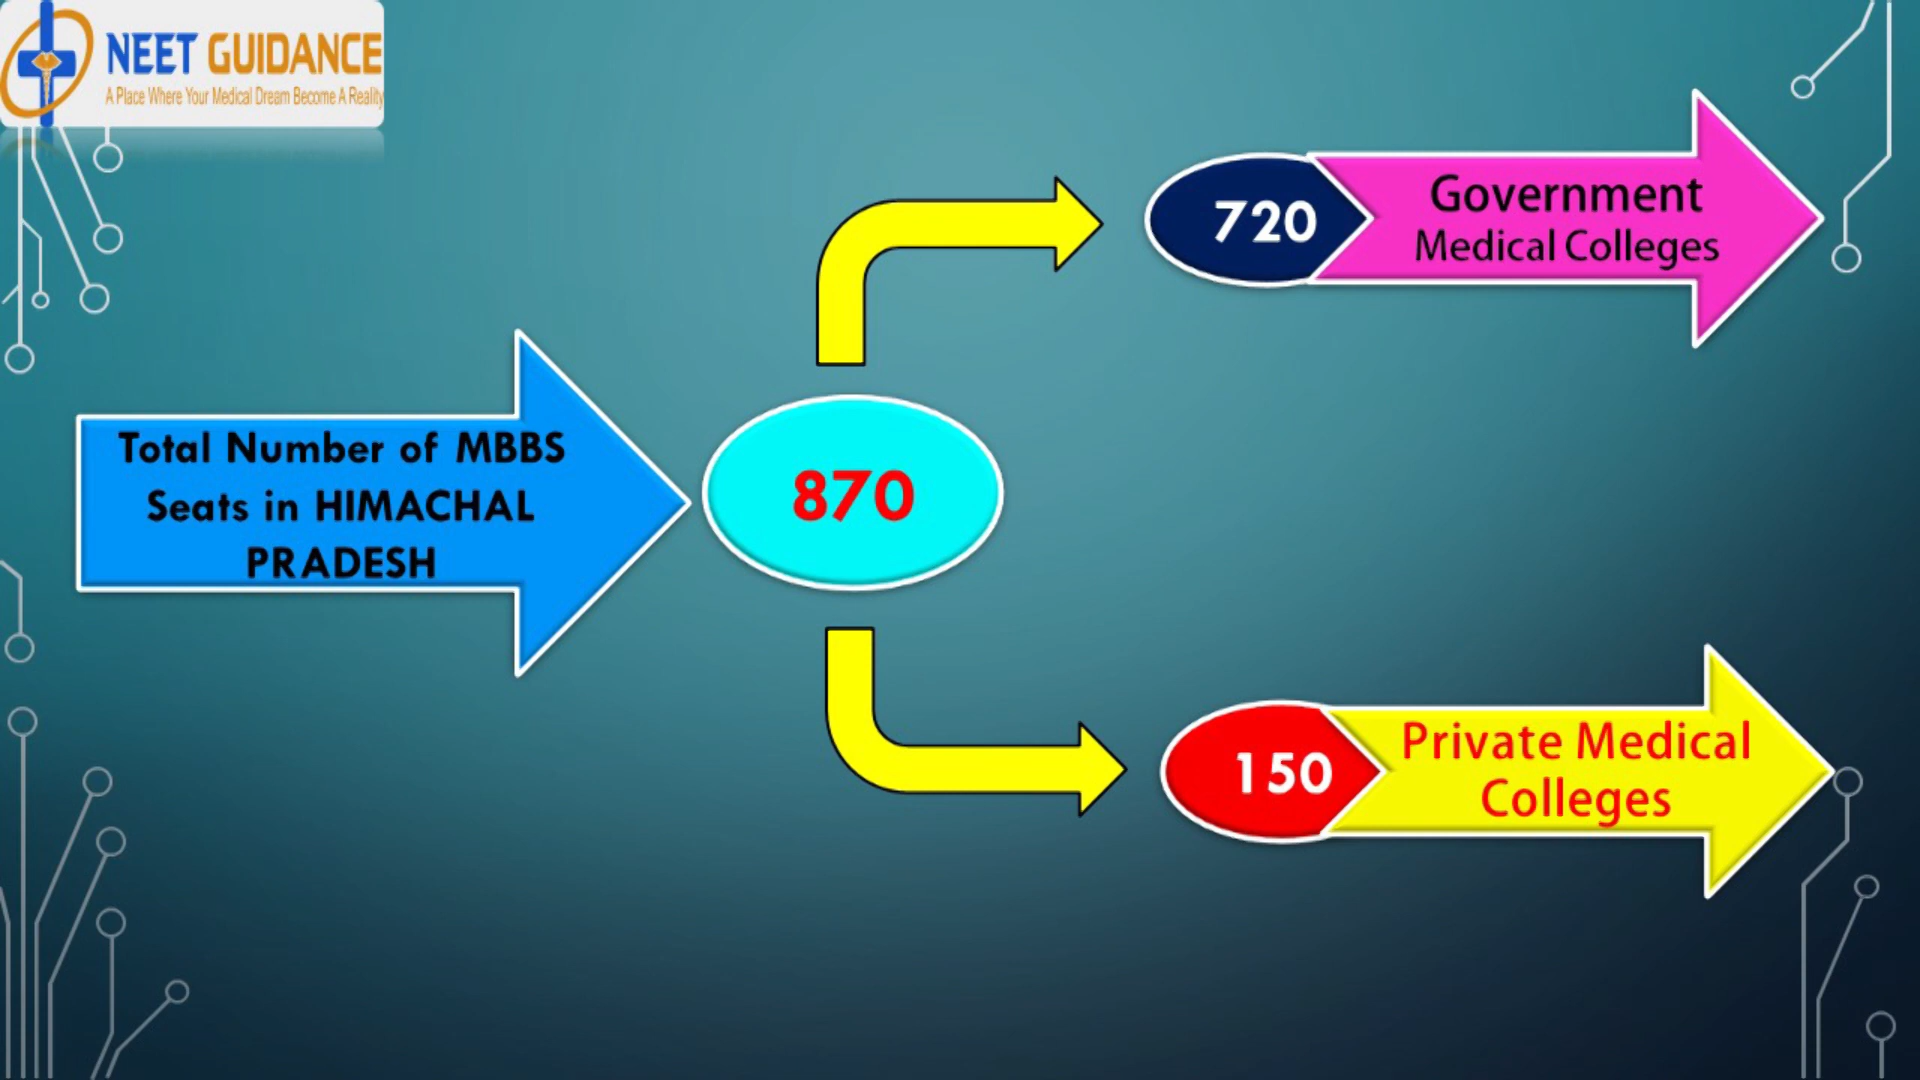 NEET GUIDANCE
A Place Where Your Medical Dream Become A Reality
Total Number of MBBS
Seats in HIMACHAL
PRADESH
870
720
Government
Medical Colleges
150
Private Medical
Colleges